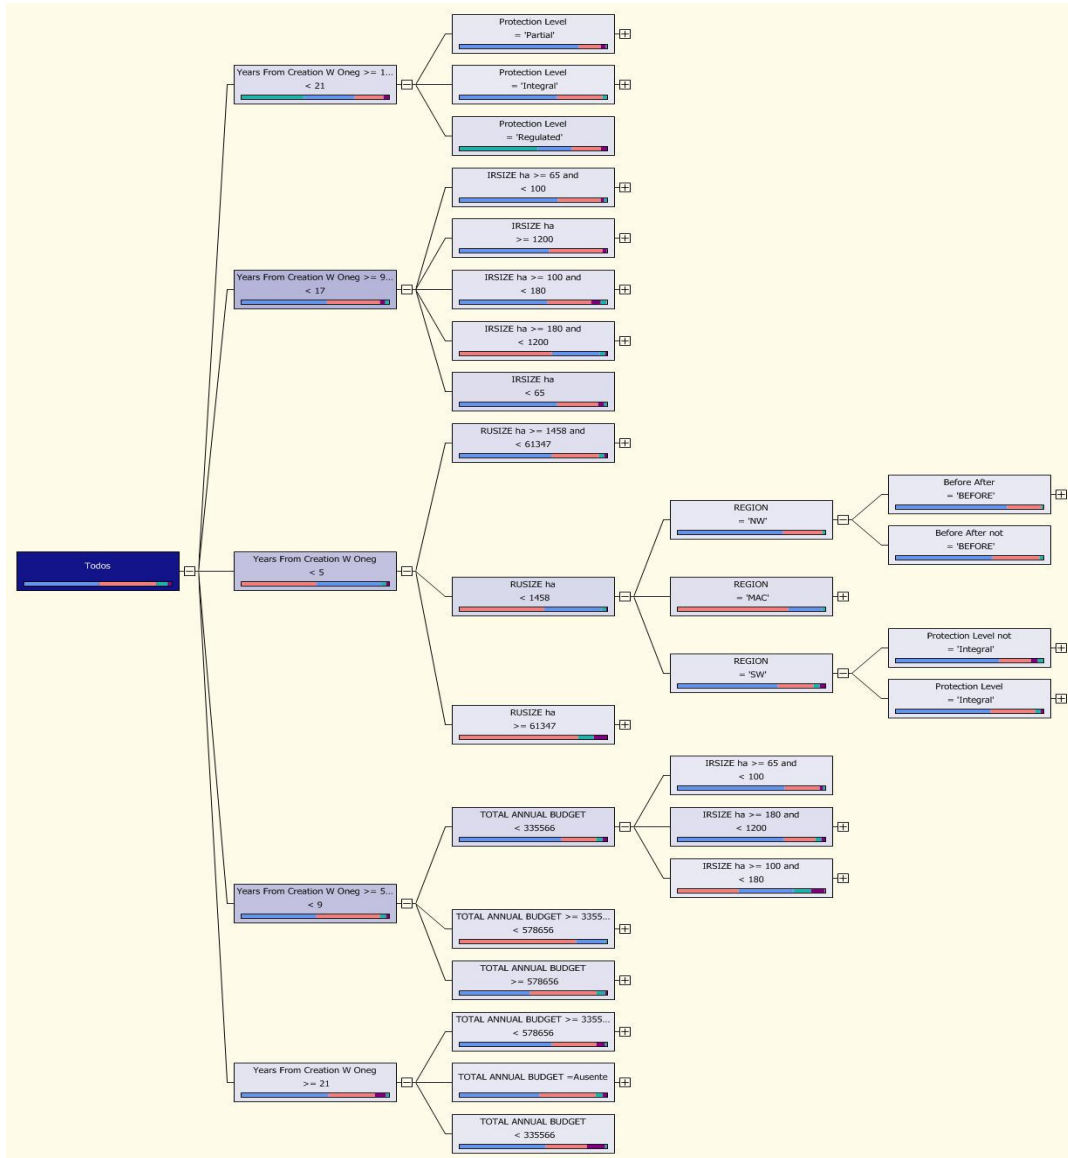 Protection Level
= 'Partial'
Years From Creation W Oneg >= 1...
< 21
Protection Level
= 'Integral'
Protection Level
= 'Regulated'
IRSIZE ha >= 65 and
< 100
IRSIZE ha
>= 1200
Years From Creation W Oneg >= 9...
< 17
IRSIZE ha >= 100 and
< 180
IRSIZE ha >= 180 and
< 1200
IRSIZE ha
< 65
RUSIZE ha >= 1458 and
< 61347
Todos
Years From Creation W Oneg
< 5
RUSIZE ha
< 1458
REGION
= 'NW'
Before After
= 'BEFORE'
Before After not
= 'BEFORE'
REGION
= 'MAC'
REGION
= 'SW'
Protection Level not
= 'Integral'
Protection Level
= 'Integral'
RUSIZE ha
>= 61347
Years From Creation W Oneg >= 5...
< 9
TOTAL ANNUAL BUDGET
< 335566
IRSIZE ha >= 65 and
< 100
IRSIZE ha >= 180 and
< 1200
IRSIZE ha >= 100 and
< 180
TOTAL ANNUAL BUDGET >= 3355...
< 578656
TOTAL ANNUAL BUDGET
>= 578656
Years From Creation W Oneg
>= 21
TOTAL ANNUAL BUDGET >= 3355...
< 578656
TOTAL ANNUAL BUDGET =Ausente
TOTAL ANNUAL BUDGET
< 335566